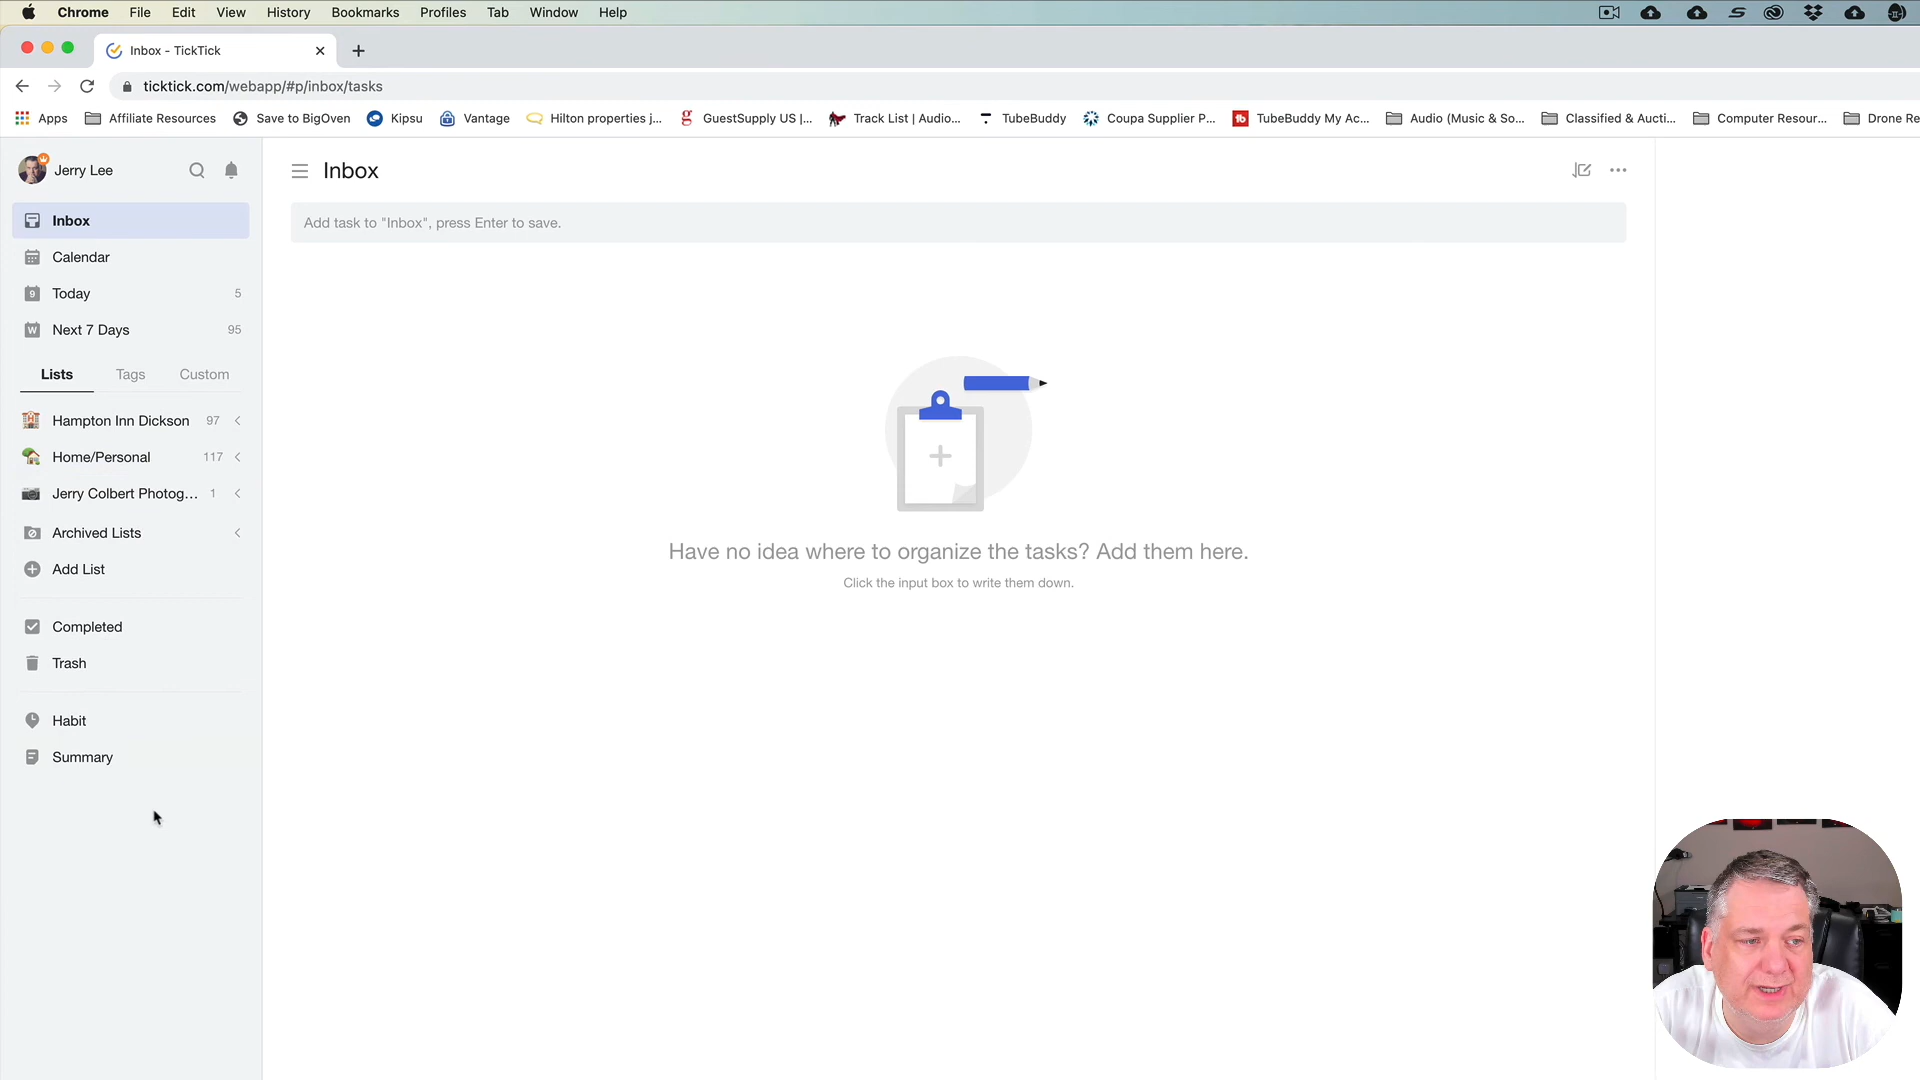 Chrome File Edit View History Bookmarks Profiles Tab Window Help
Inbox - TickTick
ticktick.com/webapp/#p/inbox/tasks
Apps Affiliate Resources Save to BigOven Kipsu Vantage Hilton properties j... GuestSupply US |... Track List | Audio... TubeBuddy Coupa Supplier P... TubeBuddy My Ac... Audio (Music & So... Classified & Aucti... Computer Resour... Drone Re
Jerry Lee
Inbox
Calendar
9 Today 5
W Next 7 Days 95
Lists Tags Custom
Hampton Inn Dickson 97
Home/Personal 117
Jerry Colbert Photog... 1
Archived Lists
Add List
Completed
Trash
Habit
Summary
Inbox
Add task to "Inbox", press Enter to save.
Have no idea where to organize the tasks? Add them here.
Click the input box to write them down.